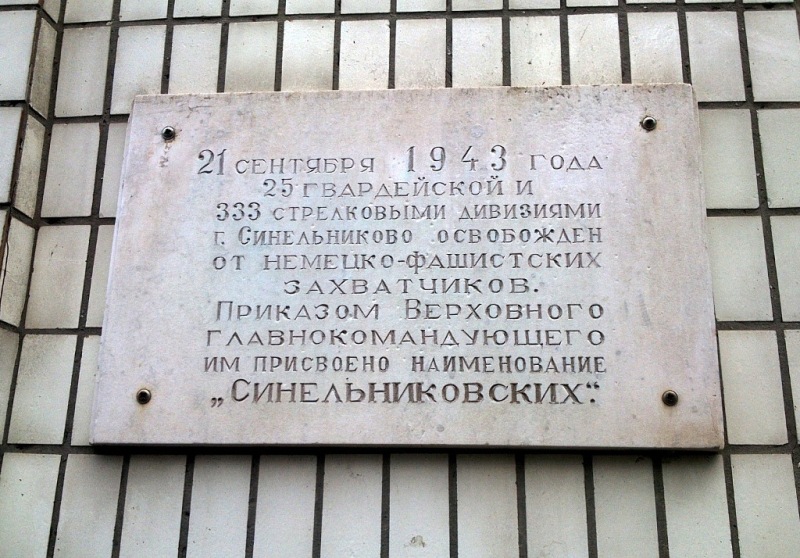 21 сентября 1943 года
25 гвардейской и
333 стрелковыми дивизиями
г. Синельниково освобожден
от немецко-фашистских
захватчиков.
Приказом Верховного
главнокомандующего
им присвоено наименование
„Синельниковских".